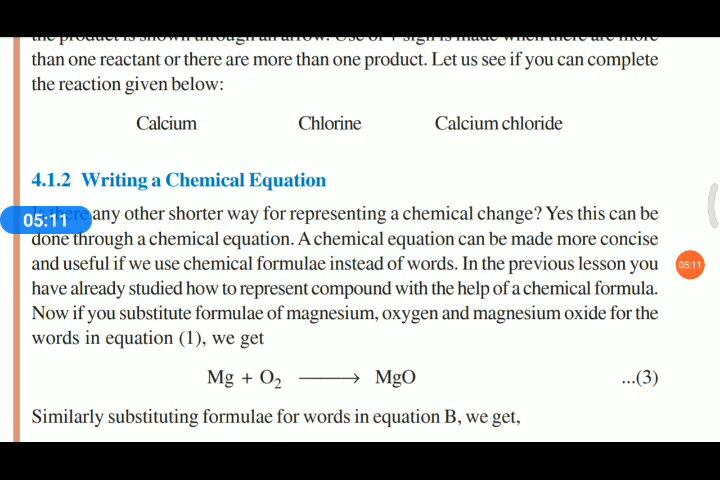 than one reactant or there are more than one product. Let us see if you can complete
the reaction given below:
Calcium Chlorine Calcium chloride
4.1.2 Writing a Chemical Equation
any other shorter way for representing a chemical change? Yes this can be
05:11
done through a chemical equation. A chemical equation can be made more concise
and useful if we use chemical formulae instead of words. In the previous lesson you
05:11
have already studied how to represent compound with the help of a chemical formula.
Now if you substitute formulae of magnesium, oxygen and magnesium oxide for the
words in equation (1), we get
Mg + O₂ ⟶ MgO ...(3)
Similarly substituting formulae for words in equation B, we get,